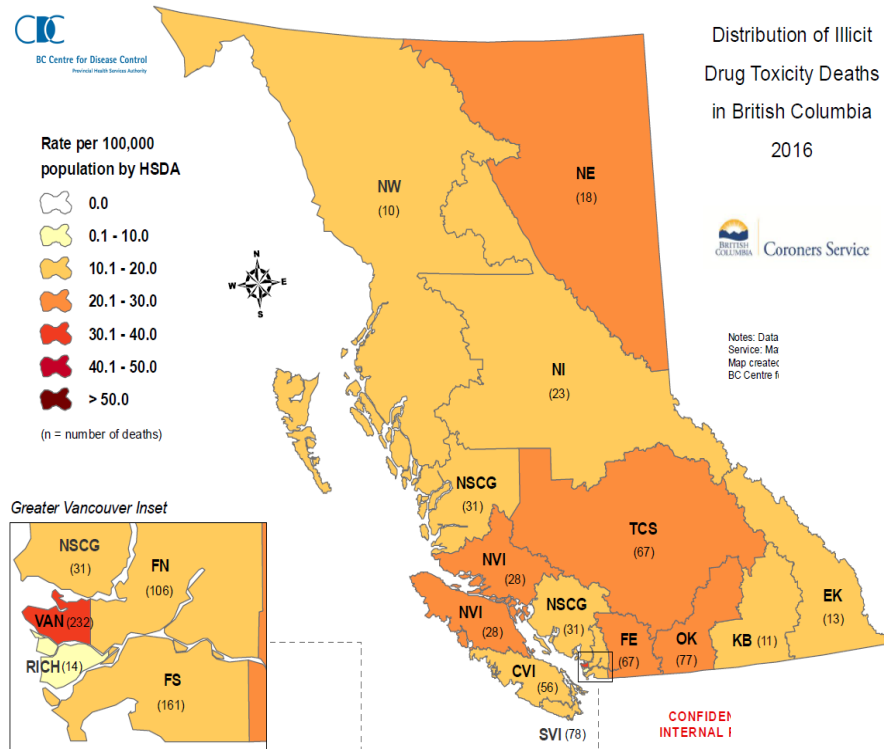 CDC
BC Centre for Disease Control
Provincial Health Services Authority
Distribution of Illicit
Drug Toxicity Deaths
in British Columbia
2016
BRITISH
COLUMBIA
Coroners Service
Notes: Data
Service: Ma
Map created
BC Centre f
Rate per 100,000
population by HSDA
0.0
0.1 - 10.0
10.1 - 20.0
20.1 - 30.0
30.1 - 40.0
40.1 - 50.0
> 50.0
(n = number of deaths)
N
W E
S
NW
(10)
NE
(18)
NI
(23)
NSCG
(31)
TCS
(67)
NVI
(28)
NVI
(28)
NSCG
(31)
EK
(13)
FE
(67)
OK
(77)
KB (11)
CVI
(56)
SVI (78)
Greater Vancouver Inset
NSCG
(31)
FN
(106)
VAN (232)
RICH (14)
FS
(161)
CONFIDEN
INTERNAL